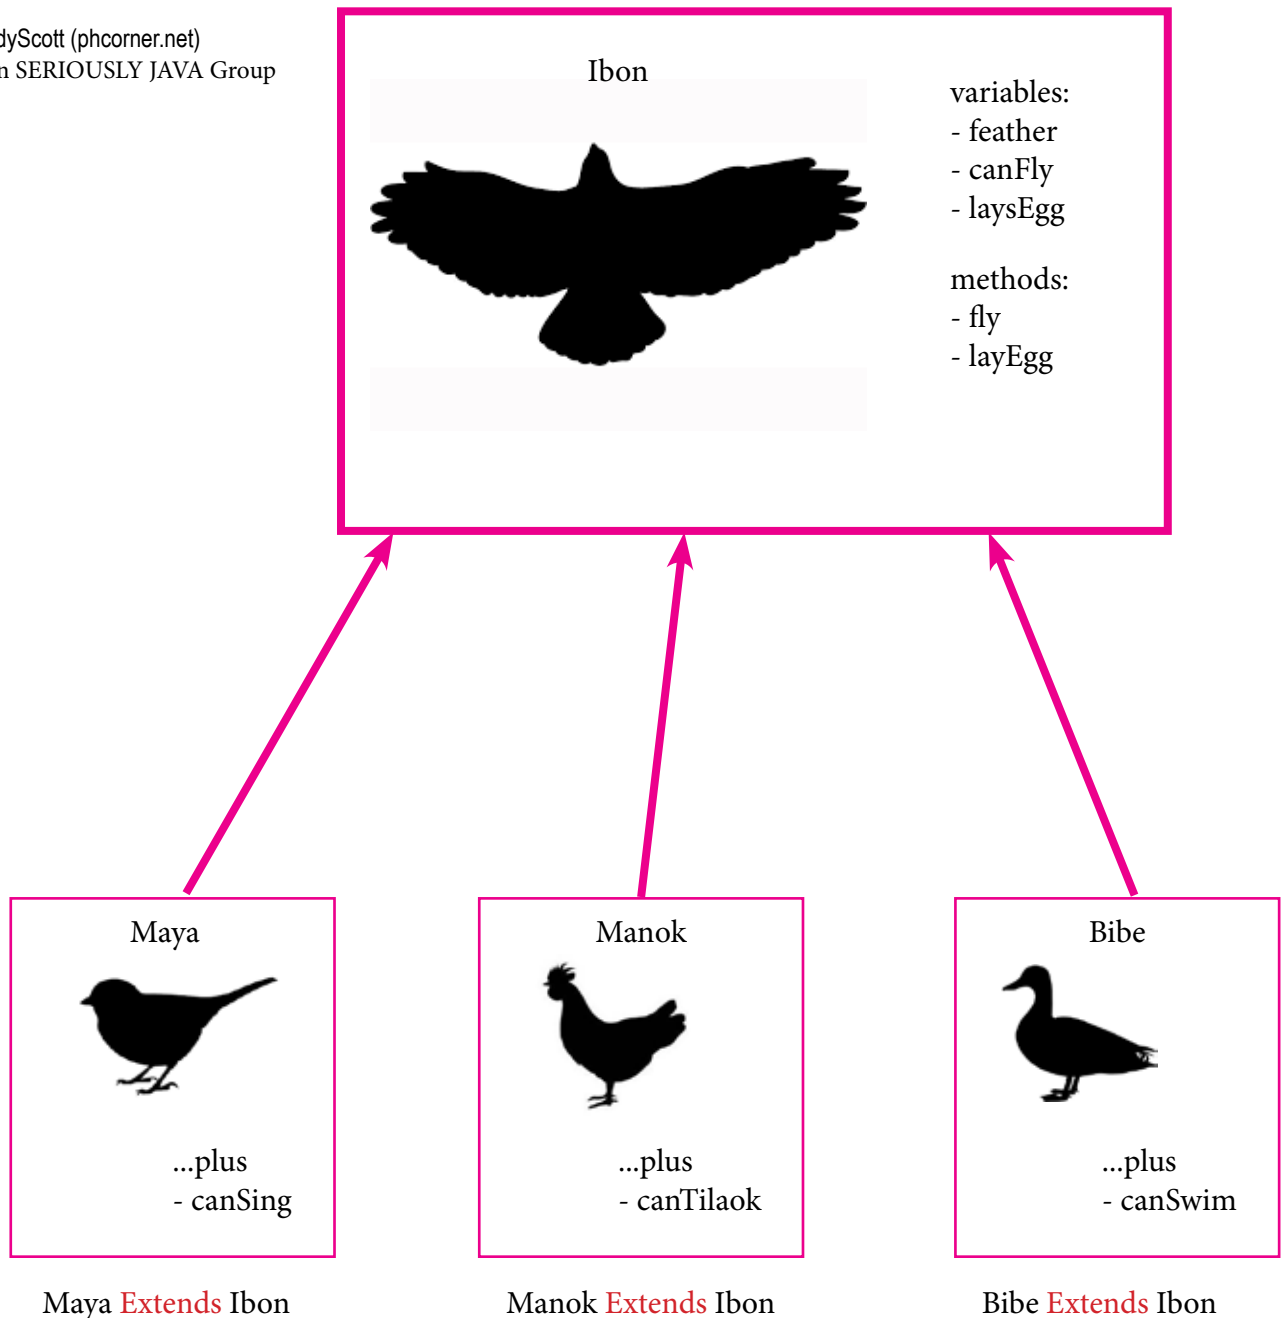 (phcorner.net)
SERIOUSLY JAVA Group
Ibon
variables:
- feather
- canFly
- laysEgg
methods:
- fly
- layEgg
Maya
...plus
- canSing
Maya Extends Ibon
Manok
...plus
- canTilaok
Manok Extends Ibon
Bibe
...plus
- canSwim
Bibe Extends Ibon